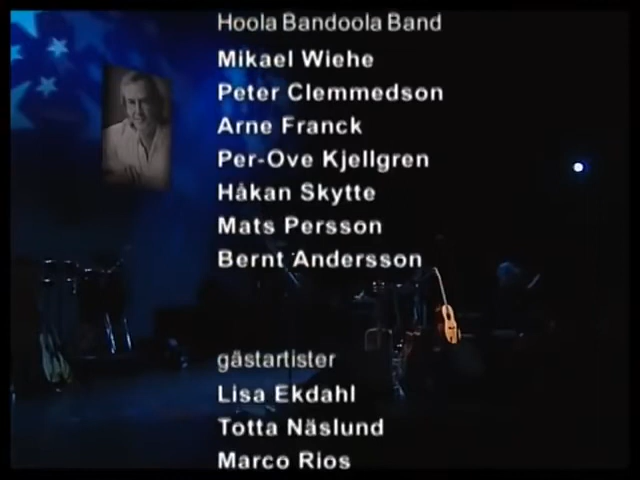 Hoola Bandoola Band
Mikael Wiehe
Peter Clemmedson
Arne Franck
Per-Ove Kjellgren
Håkan Skytte
Mats Persson
Bernt Andersson
gästartister
Lisa Ekdahl
Totta Näslund
Marco Rios